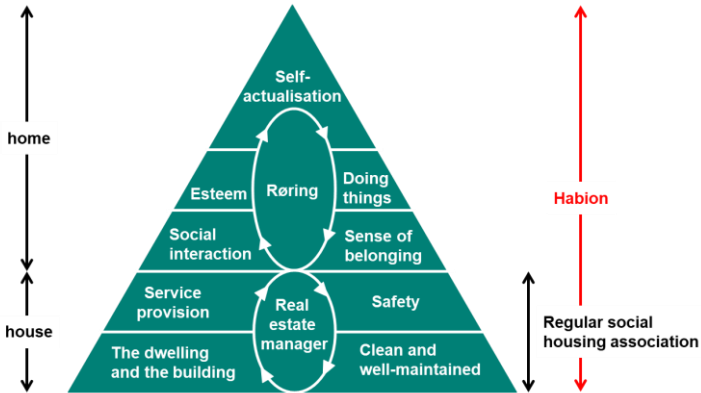 Self-
actualisation
home
Esteem
Røring
Doing
things
Habion
Social
interaction
Sense of
belonging
Service
provision
Real
estate
manager
Safety
house
Regular social
housing association
The dwelling
and the building
Clean and
well-maintained